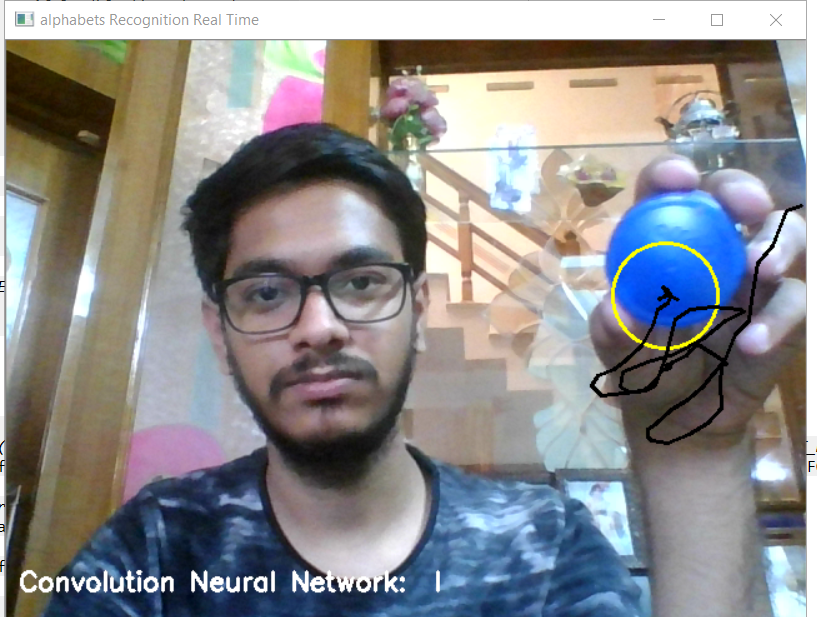 alphabets Recognition Real Time
Convolution Neural Network: I